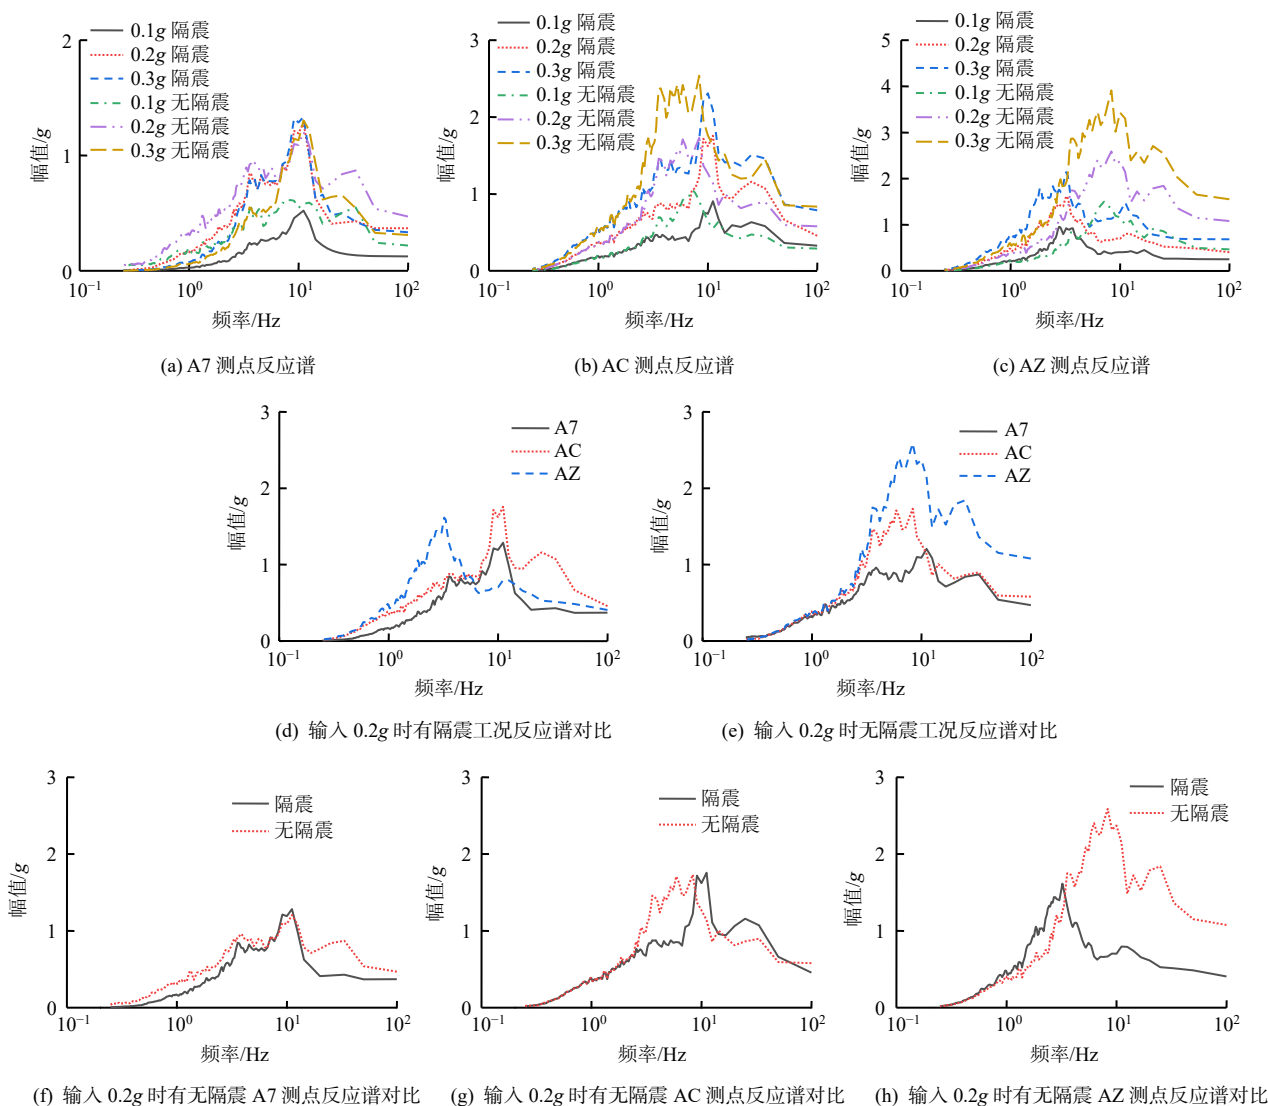 0.1g 隔震
0.2g 隔震
0.3g 隔震
0.1g 无隔震
0.2g 无隔震
0.3g 无隔震
幅值/g
2
1
0
10⁻¹
10⁰
10¹
10²
频率/Hz
(a) A7 测点反应谱
0.1g 隔震
0.2g 隔震
0.3g 隔震
0.1g 无隔震
0.2g 无隔震
0.3g 无隔震
幅值/g
3
2
1
0
10⁻¹
10⁰
10¹
10²
频率/Hz
(b) AC 测点反应谱
0.1g 隔震
0.2g 隔震
0.3g 隔震
0.1g 无隔震
0.2g 无隔震
0.3g 无隔震
幅值/g
5
4
3
2
1
0
10⁻¹
10⁰
10¹
10²
频率/Hz
(c) AZ 测点反应谱
A7
AC
AZ
幅值/g
3
2
1
0
10⁻¹
10⁰
10¹
10²
频率/Hz
(d) 输入 0.2g 时有隔震工况反应谱对比
A7
AC
AZ
幅值/g
3
2
1
0
10⁻¹
10⁰
10¹
10²
频率/Hz
(e) 输入 0.2g 时无隔震工况反应谱对比
隔震
无隔震
幅值/g
3
2
1
0
10⁻¹
10⁰
10¹
10²
频率/Hz
(f) 输入 0.2g 时有无隔震 A7 测点反应谱对比
隔震
无隔震
幅值/g
3
2
1
0
10⁻¹
10⁰
10¹
10²
频率/Hz
(g) 输入 0.2g 时有无隔震 AC 测点反应谱对比
隔震
无隔震
幅值/g
3
2
1
0
10⁻¹
10⁰
10¹
10²
频率/Hz
(h) 输入 0.2g 时有无隔震 AZ 测点反应谱对比